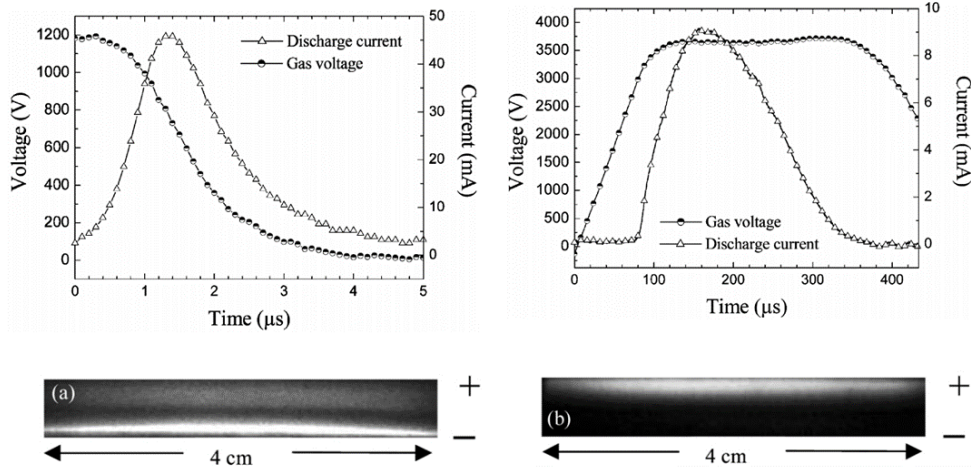 1200
1000
800
600
400
200
0
Voltage (V)
50
40
30
20
10
0
Current (mA)
Discharge current
Gas voltage
0 1 2 3 4 5
Time (µs)
4000
3500
3000
2500
2000
1500
1000
500
0
Voltage (V)
10
8
6
4
2
0
Current (mA)
Gas voltage
Discharge current
0 100 200 300 400
Time (µs)
(a)
+
−
4 cm
(b)
+
−
4 cm